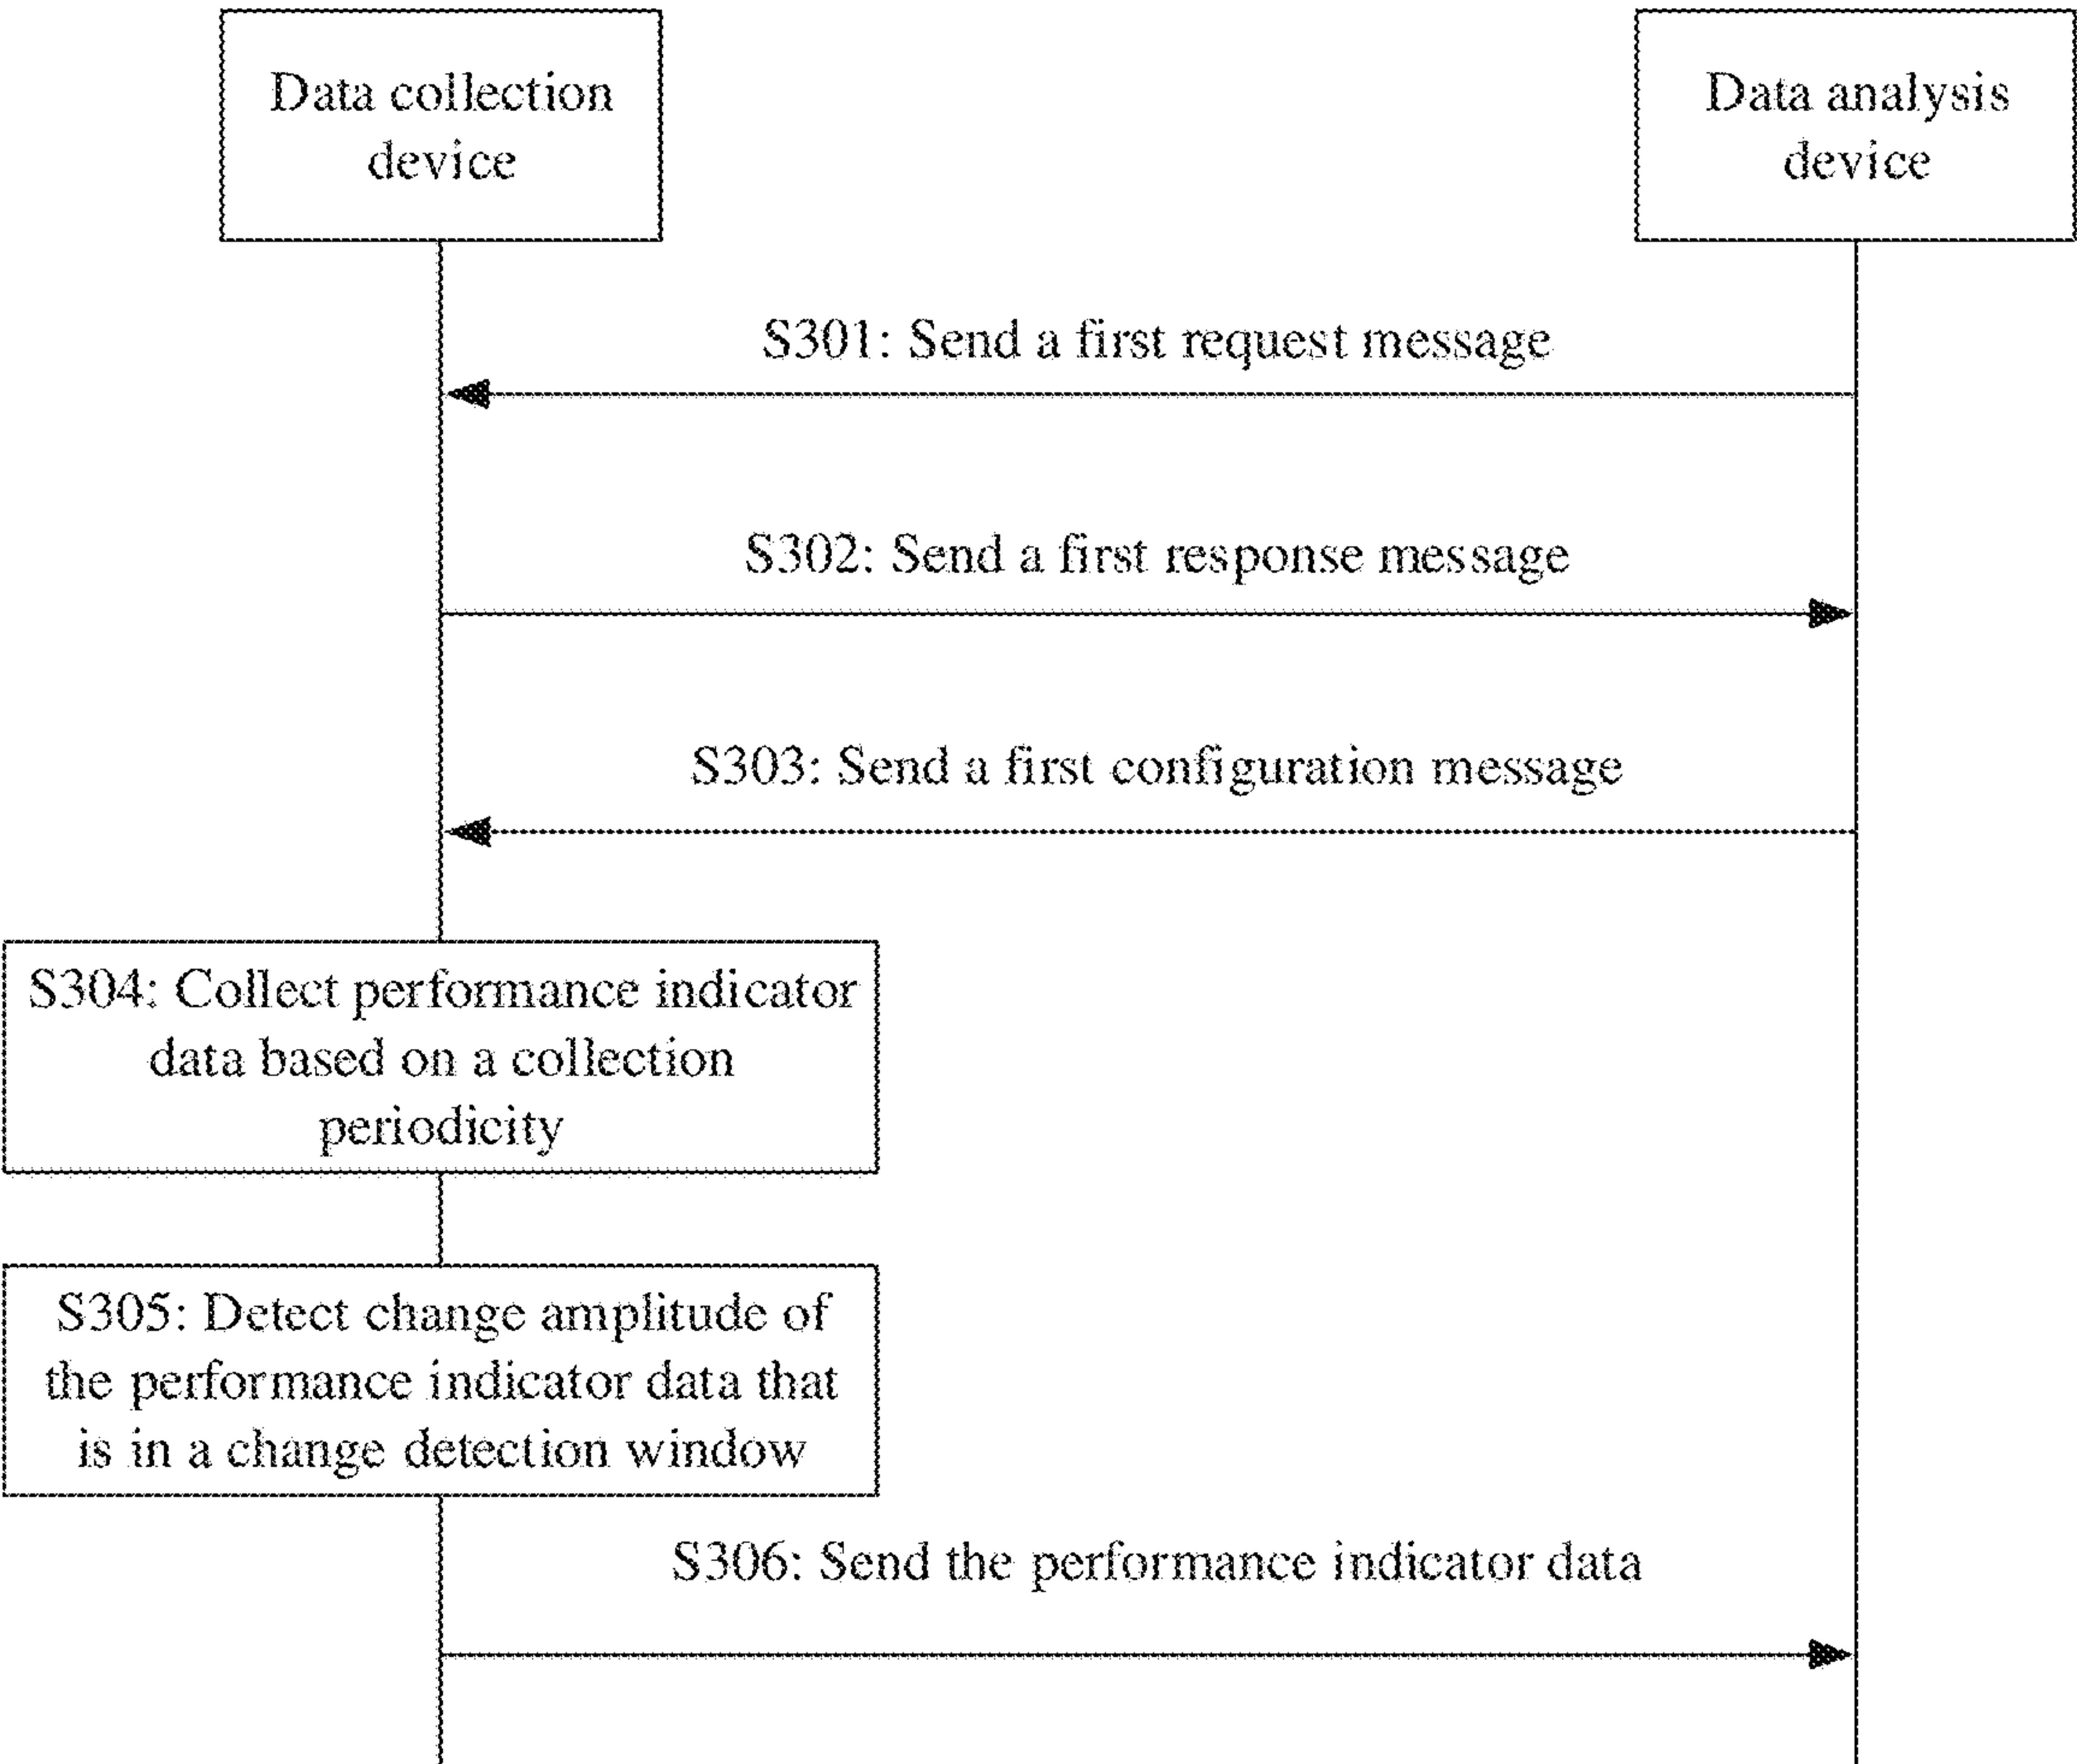 Data collection
device
Data analysis
device
S301: Send a first request message
S302: Send a first response message
S303: Send a first configuration message
S304: Collect performance indicator
data based on a collection
periodicity
S305: Detect change amplitude of
the performance indicator data that
is in a change detection window
S306: Send the performance indicator data